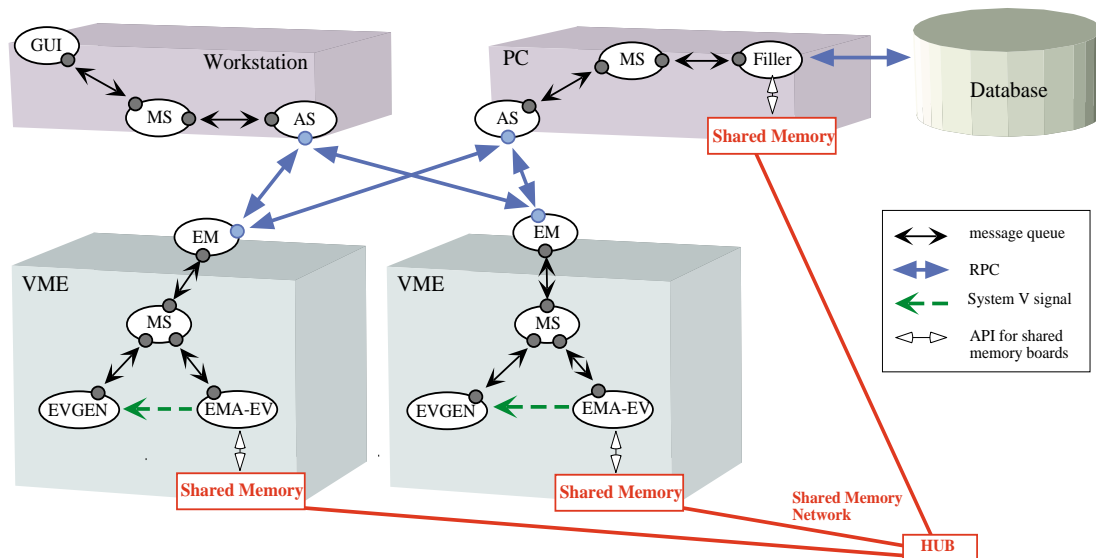 GUI
Workstation
MS
AS
PC
MS
Filler
AS
Shared Memory
Database
EM
VME
MS
EVGEN
EMA-EV
Shared Memory
EM
VME
MS
EVGEN
EMA-EV
Shared Memory
message queue
RPC
System V signal
API for shared
memory boards
Shared Memory
Network
HUB